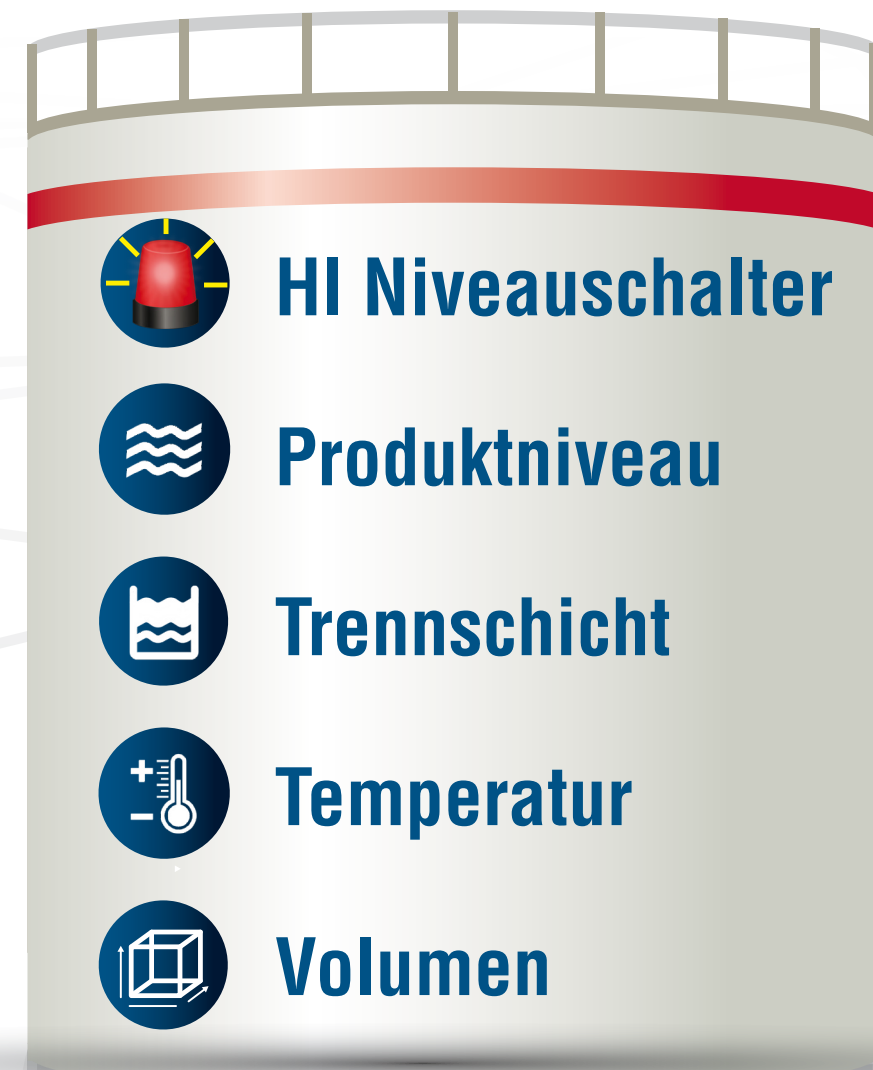 HI Niveauschalter
Produktniveau
Trennschicht
Temperatur
Volumen